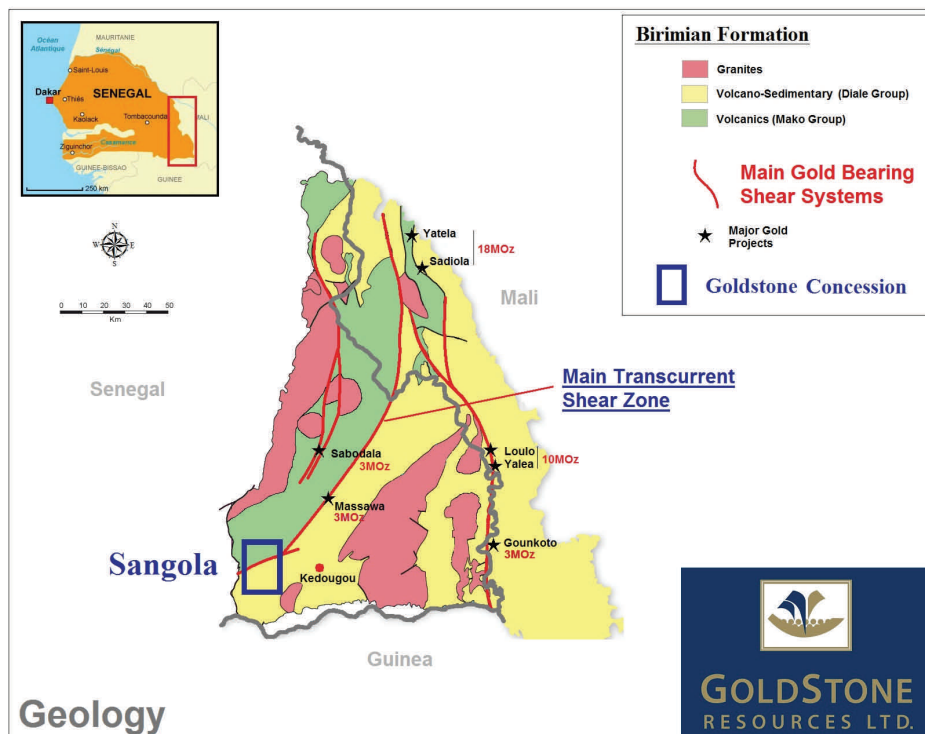 Océan
Atlantique
MAURITANIE
Sénégal
Saint-Louis
Dakar
Thiès
SENEGAL
MALI
Kaolack
Tombacounda
Casamance
Ziguinchor
GUINEE-BISSAO
GUINEE
250 km
N
W
E
S
0 10 20 30 40 50
Km
Birimian Formation
Granites
Volcano-Sedimentary (Diale Group)
Volcanics (Mako Group)
Main Gold Bearing
Shear Systems
Major Gold
Projects
Goldstone Concession
Yatela
18MOz
Sadiola
Mali
Senegal
Main Transcurrent
Shear Zone
Sabodala
3MOz
Loulo
Yalea
10MOz
Massawa
3MOz
Gounkoto
3MOz
Sangola
Kedougou
Guinea
Geology
GOLDSTONE
RESOURCES LTD.